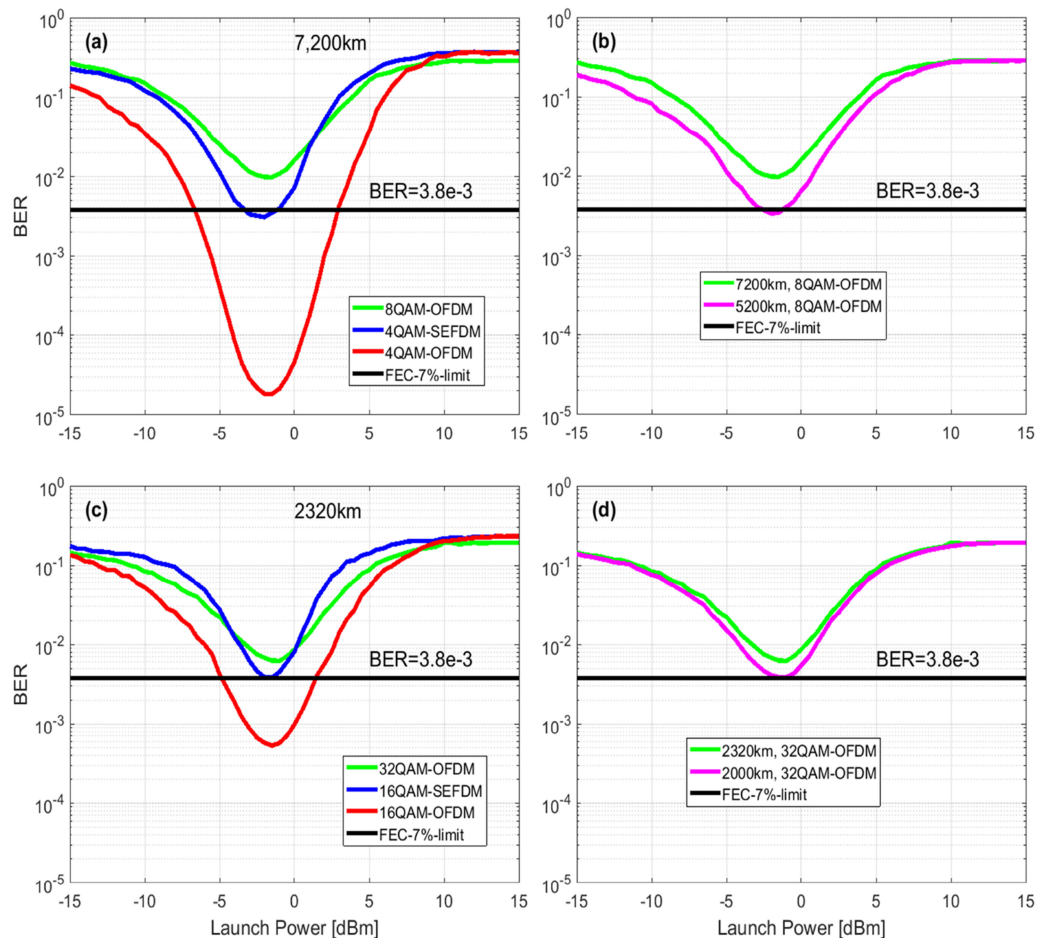 (a)
7,200km
10^0
10^-1
10^-2
10^-3
10^-4
10^-5
BER
BER=3.8e-3
8QAM-OFDM
4QAM-SEFDM
4QAM-OFDM
FEC-7%-limit
-15 -10 -5 0 5 10 15
(b)
10^0
10^-1
10^-2
10^-3
10^-4
10^-5
BER=3.8e-3
7200km, 8QAM-OFDM
5200km, 8QAM-OFDM
FEC-7%-limit
-15 -10 -5 0 5 10 15
(c)
2320km
10^0
10^-1
10^-2
10^-3
10^-4
10^-5
BER
BER=3.8e-3
32QAM-OFDM
16QAM-SEFDM
16QAM-OFDM
FEC-7%-limit
-15 -10 -5 0 5 10 15
Launch Power [dBm]
(d)
10^0
10^-1
10^-2
10^-3
10^-4
10^-5
BER=3.8e-3
2320km, 32QAM-OFDM
2000km, 32QAM-OFDM
FEC-7%-limit
-15 -10 -5 0 5 10 15
Launch Power [dBm]